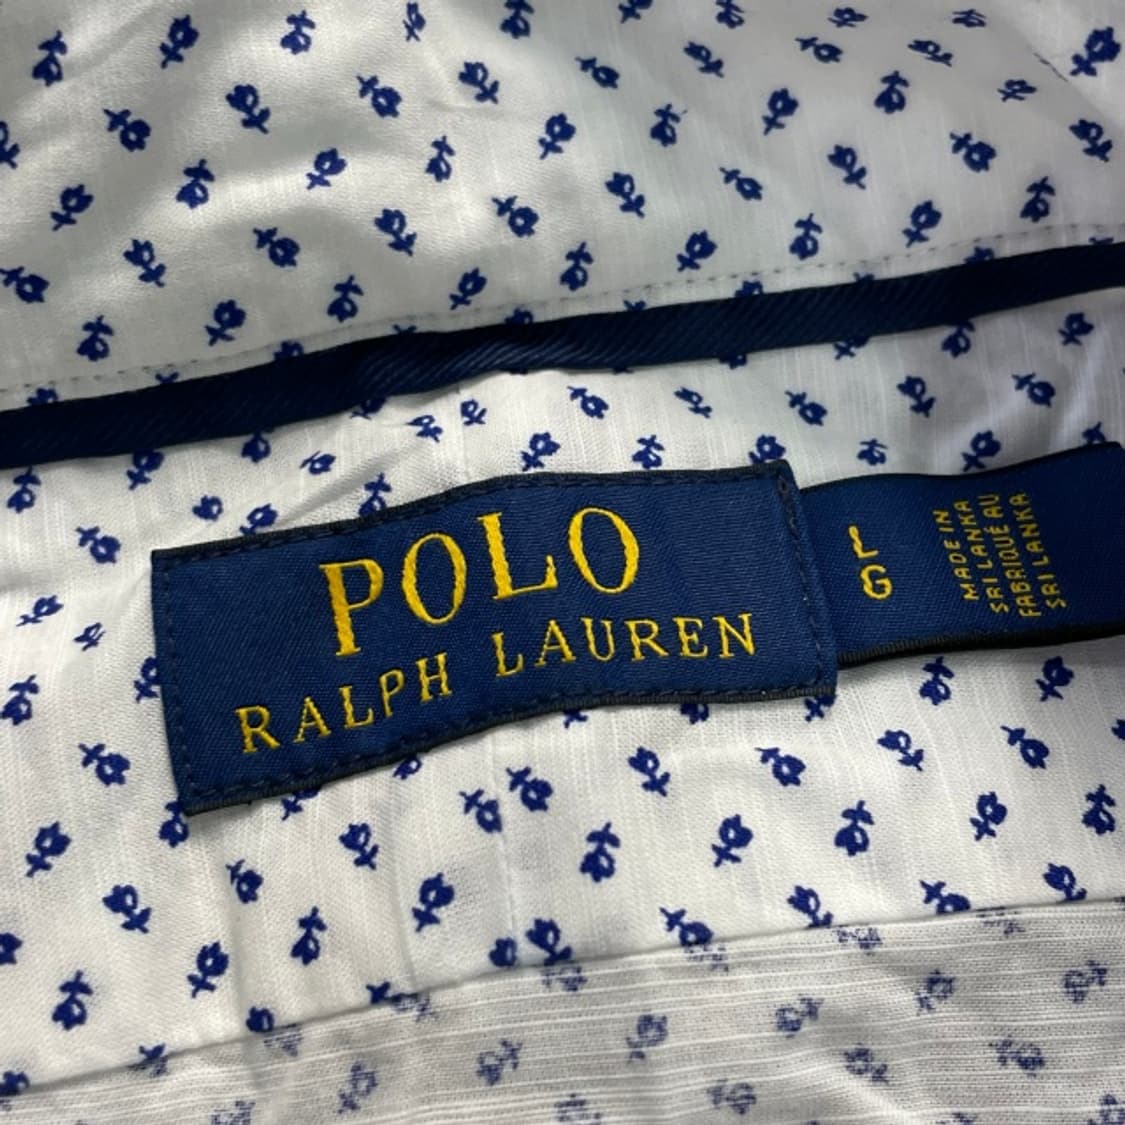 POLO
RALPH LAUREN
L
G
MADE IN
SRI LANKA
FABRIQUÉ AU
SRI LANKA